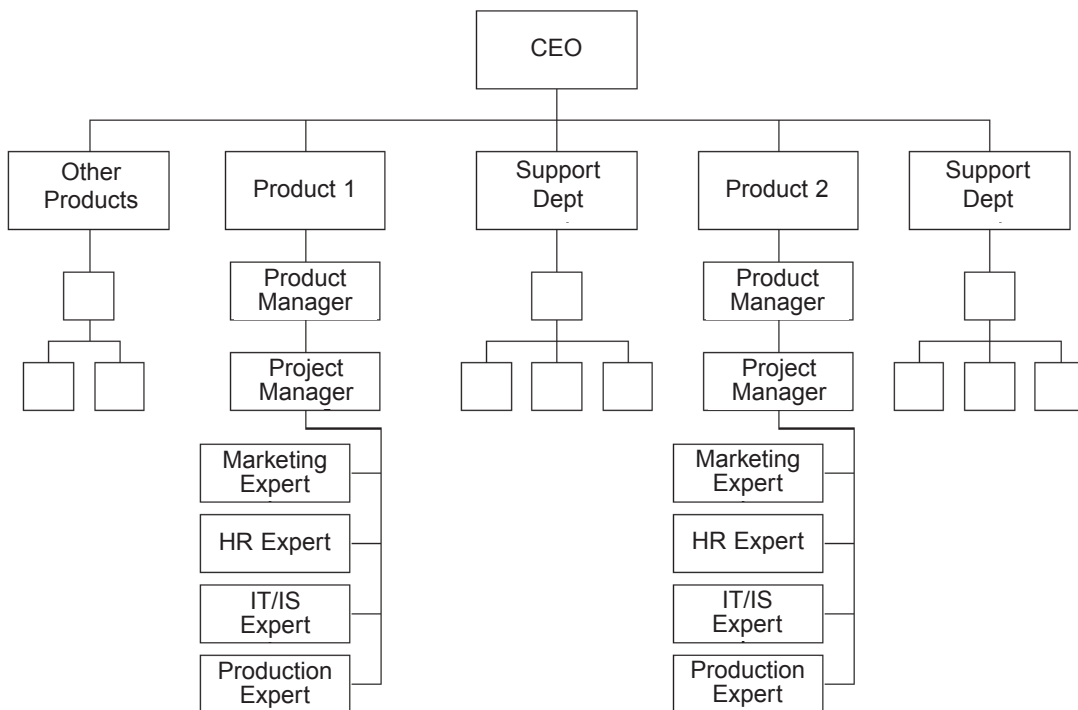 CEO
Other
Products
Product 1
Support
Dept
Product 2
Support
Dept
Product
Manager
Product
Manager
Project
Manager
Project
Manager
Marketing
Expert
HR Expert
IT/IS
Expert
Production
Expert
Marketing
Expert
HR Expert
IT/IS
Expert
Production
Expert